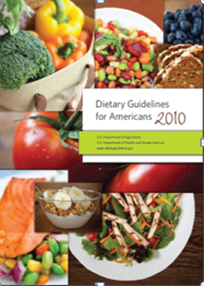 Dietary Guidelines
for Americans 2010
U.S. Department of Agriculture
U.S. Department of Health and Human Services
www.dietaryguidelines.gov